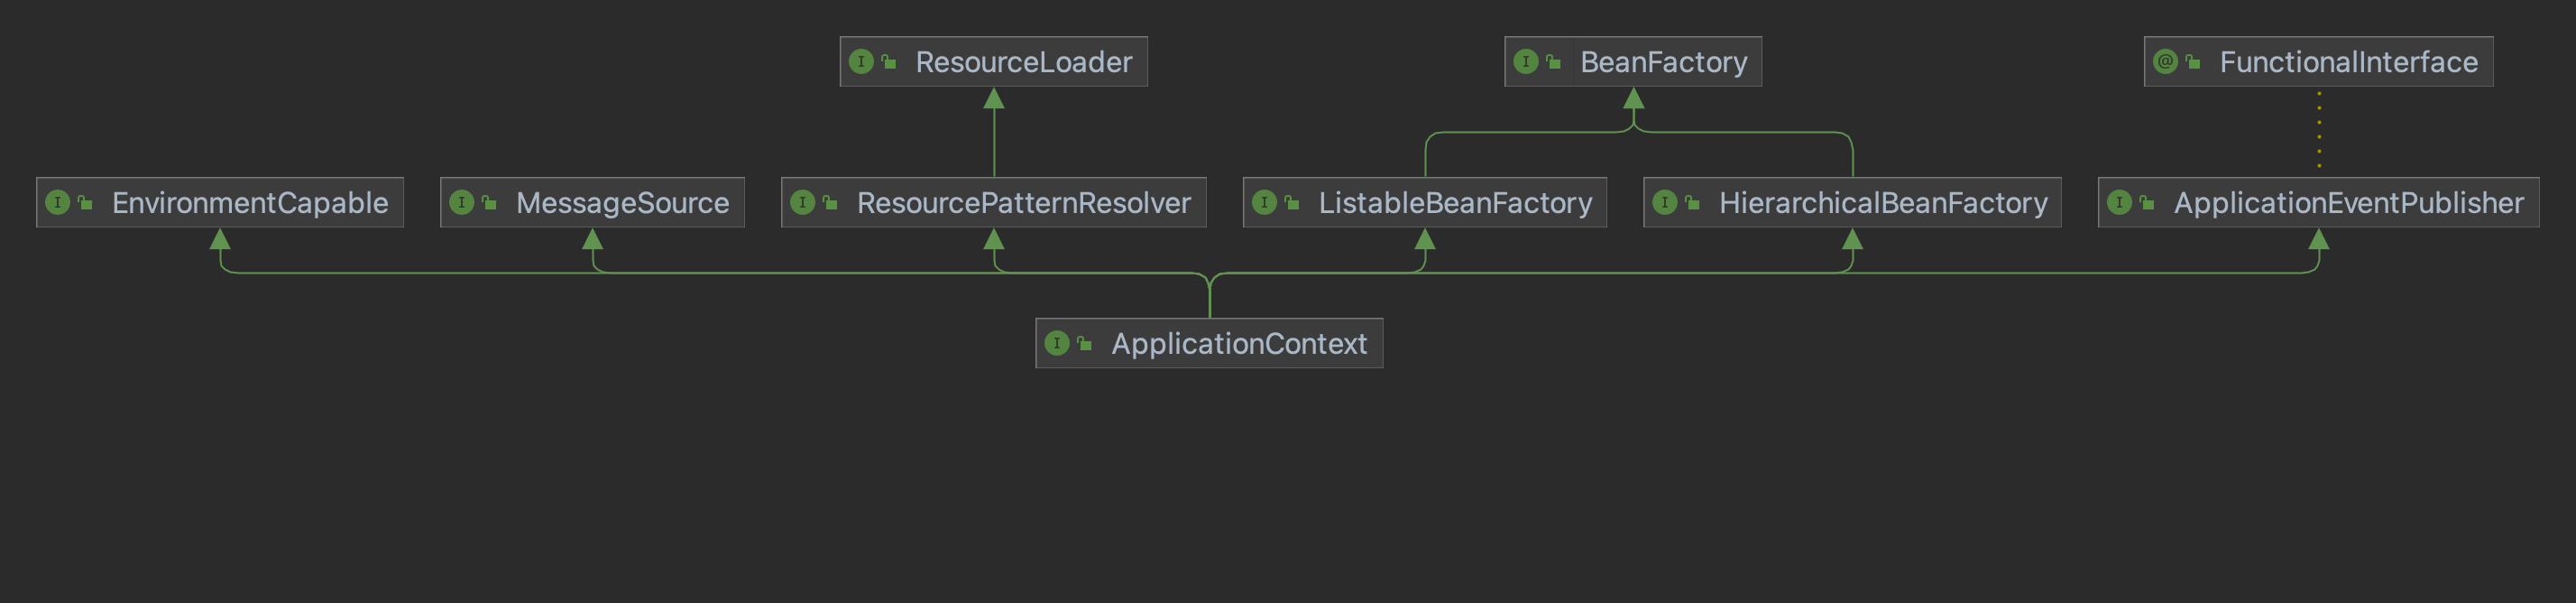 ResourceLoader
BeanFactory
FunctionalInterface
EnvironmentCapable
MessageSource
ResourcePatternResolver
ListableBeanFactory
HierarchicalBeanFactory
ApplicationEventPublisher
ApplicationContext